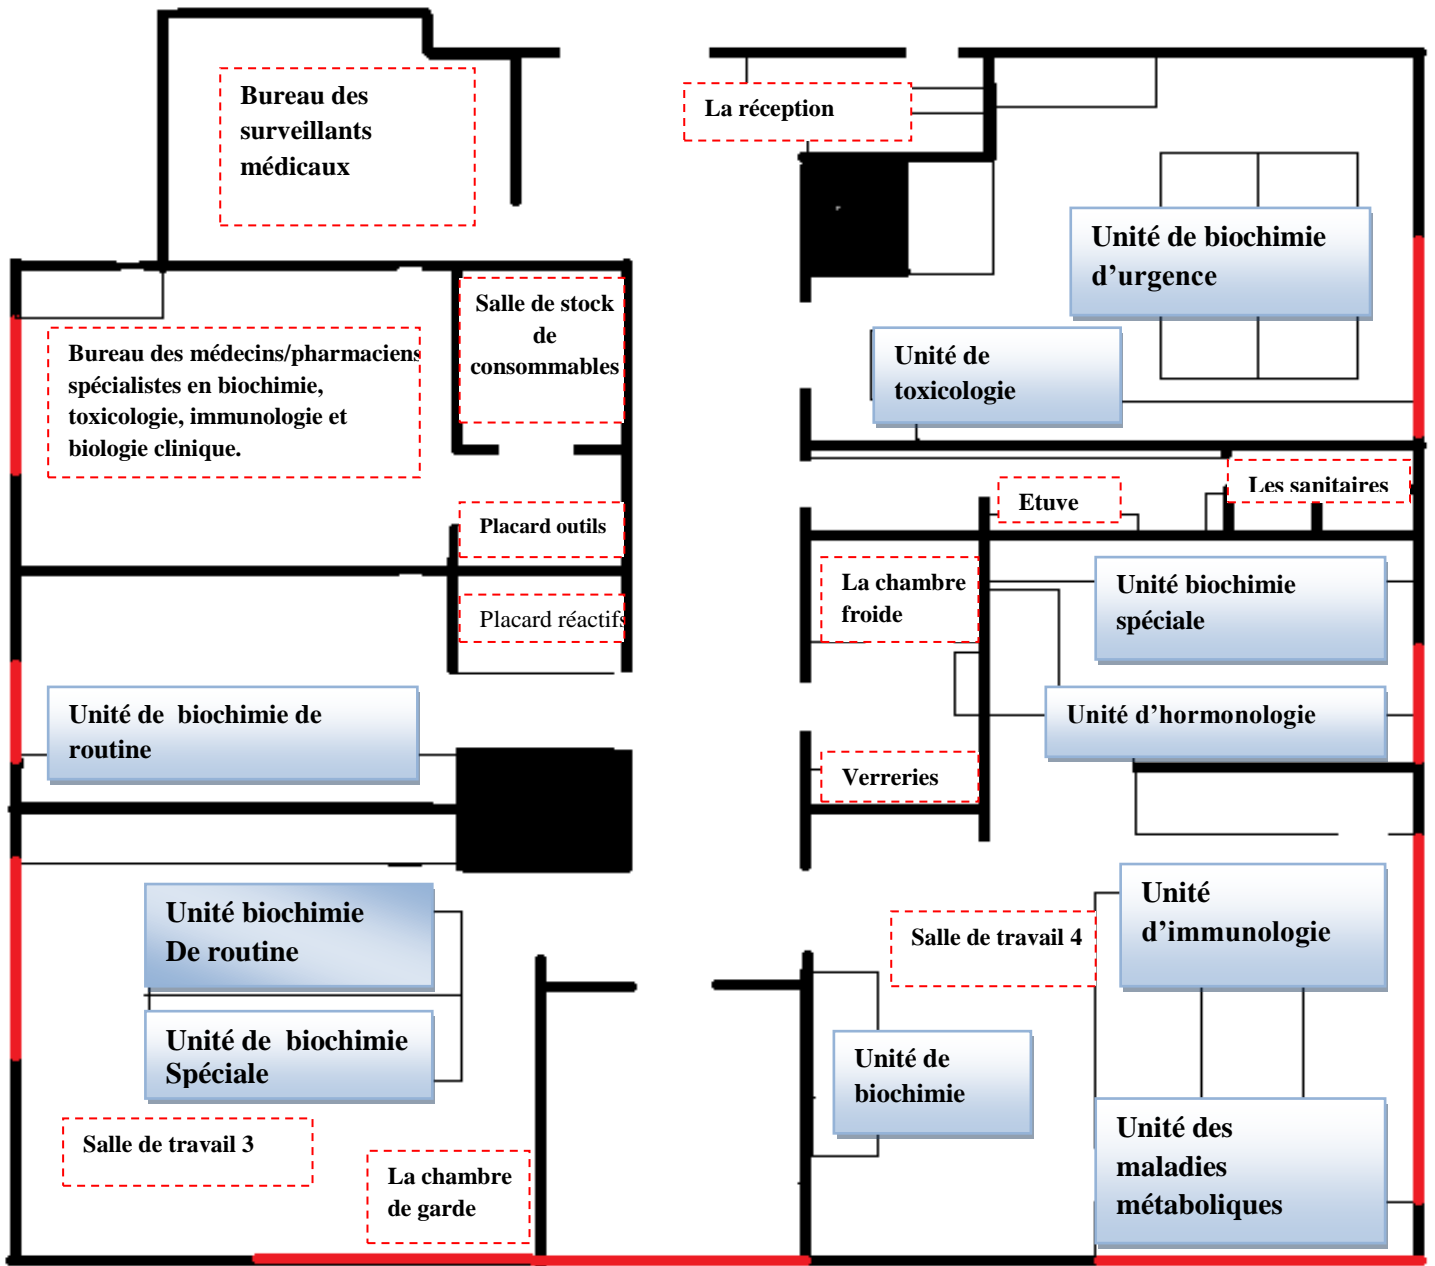 Bureau des
surveillants
médicaux
La réception
Unité de biochimie
d’urgence
Salle de stock
de
consommables
Bureau des médecins/pharmaciens
spécialistes en biochimie,
toxicologie, immunologie et
biologie clinique.
Unité de
toxicologie
Les sanitaires
Etuve
Placard outils
La chambre
froide
Unité biochimie
spéciale
Placard réactifs
Unité de  biochimie de
routine
Unité d’hormonologie
Verreries
Unité biochimie
De routine
Unité
d’immunologie
Salle de travail 4
Unité de  biochimie
Spéciale
Unité de
biochimie
Salle de travail 3
La chambre
de garde
Unité des
maladies
métaboliques